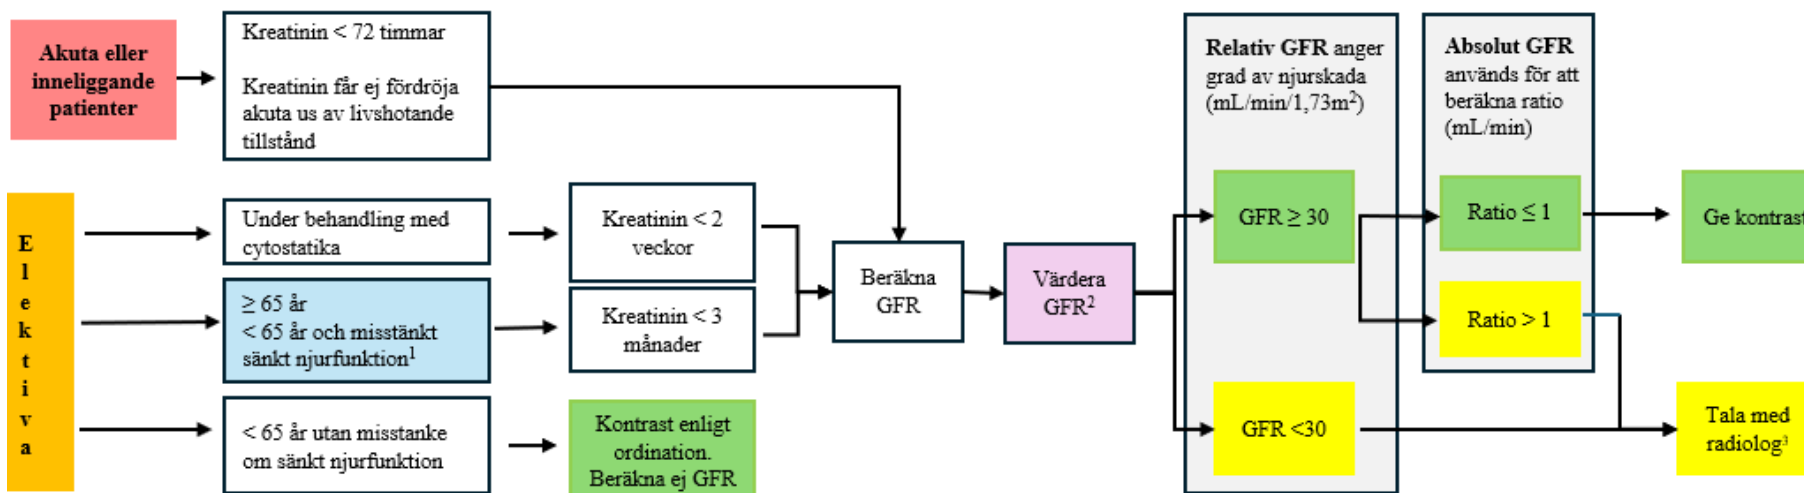 Akuta eller
inneliggande
patienter
Kreatinin < 72 timmar
Kreatinin får ej fördröja
akuta us av livshotande
tillstånd
Elektiva
Under behandling med
cytostatika
Kreatinin < 2
veckor
≥ 65 år
< 65 år och misstänkt
sänkt njurfunktion¹
Kreatinin < 3
månader
< 65 år utan misstanke
om sänkt njurfunktion
Kontrast enligt
ordination.
Beräkna ej GFR
Beräkna
GFR
Värdera
GFR²
Relativ GFR anger
grad av njurskada
(mL/min/1,73m²)
GFR ≥ 30
GFR <30
Absolut GFR
används för att
beräkna ratio
(mL/min)
Ratio ≤ 1
Ratio > 1
Ge kontrast
Tala med
radiolog³